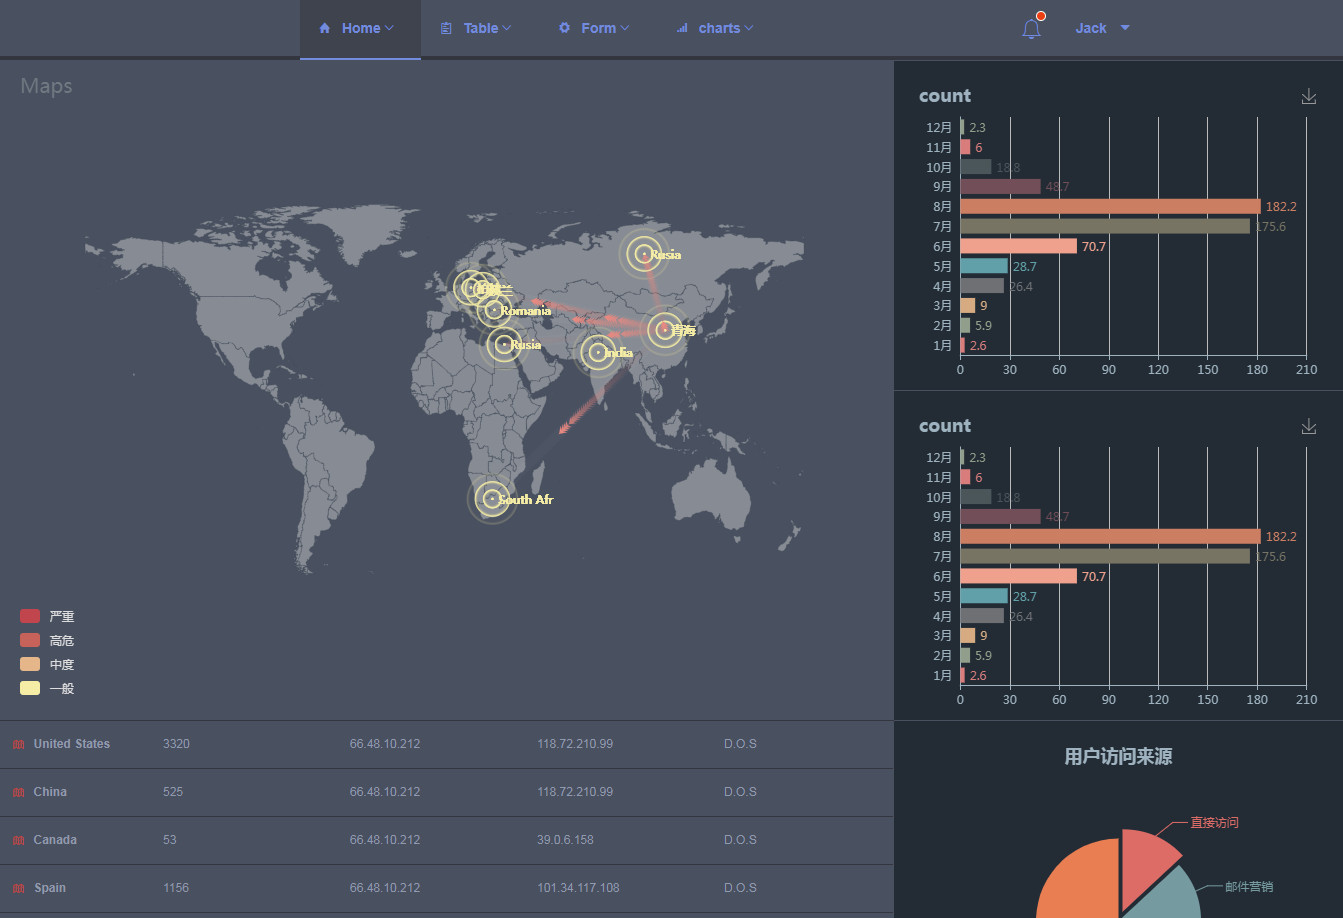 Home
Table
Form
charts
Jack
Maps
Rusia
Romania
青海
Rusia
India
South Afr
严重
高危
中度
一般
United States 3320 66.48.10.212 118.72.210.99 D.O.S
China 525 66.48.10.212 118.72.210.99 D.O.S
Canada 53 66.48.10.212 39.0.6.158 D.O.S
Spain 1156 66.48.10.212 101.34.117.108 D.O.S
count
12月 2.3
11月 6
10月 18.8
9月 48.7
8月 182.2
7月 175.6
6月 70.7
5月 28.7
4月 26.4
3月 9
2月 5.9
1月 2.6
0 30 60 90 120 150 180 210
count
12月 2.3
11月 6
10月 18.8
9月 48.7
8月 182.2
7月 175.6
6月 70.7
5月 28.7
4月 26.4
3月 9
2月 5.9
1月 2.6
0 30 60 90 120 150 180 210
用户访问来源
直接访问
邮件营销